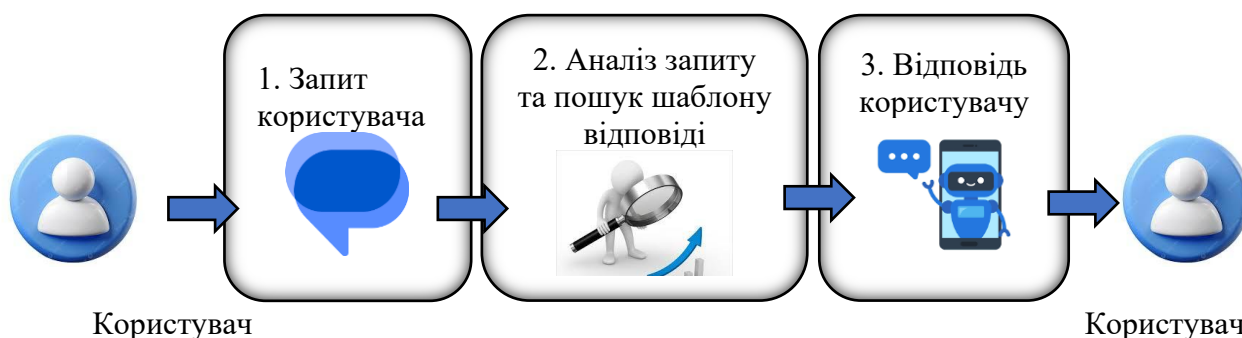 1. Запит
користувача
2. Аналіз запиту
та пошук шаблону
відповіді
3. Відповідь
користувачу
Користувач
Користувач